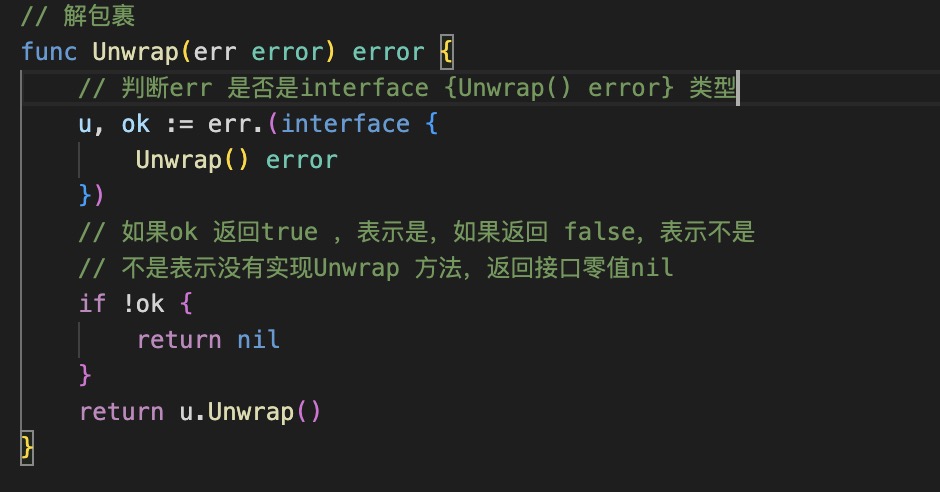 // 解包裹
func Unwrap(err error) error {
// 判断err 是否是interface {Unwrap() error} 类型
u, ok := err.(interface {
Unwrap() error
})
// 如果ok 返回true ，表示是，如果返回 false，表示不是
// 不是表示没有实现Unwrap 方法，返回接口零值nil
if !ok {
return nil
}
return u.Unwrap()
}